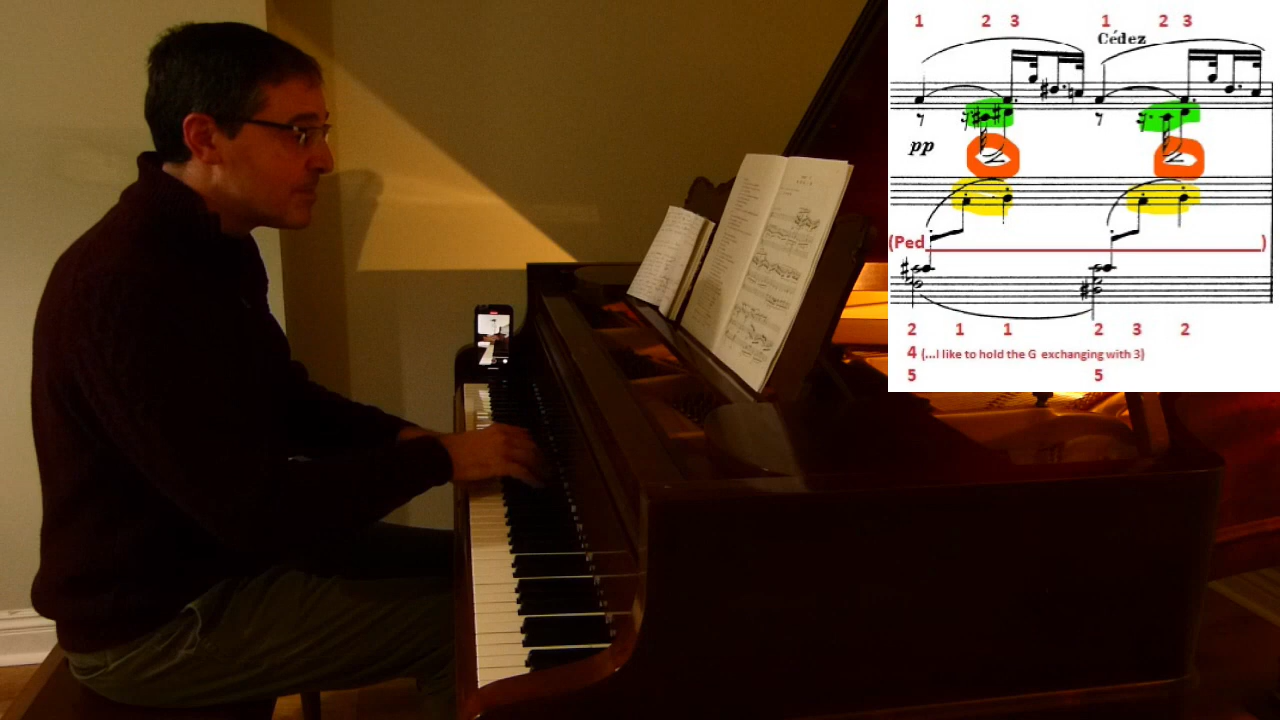 1 2 3 1 2 3
Cédez
pp
(Ped )
2 1 1 2 3 2
4 (...I like to hold the G exchanging with 3)
5 5